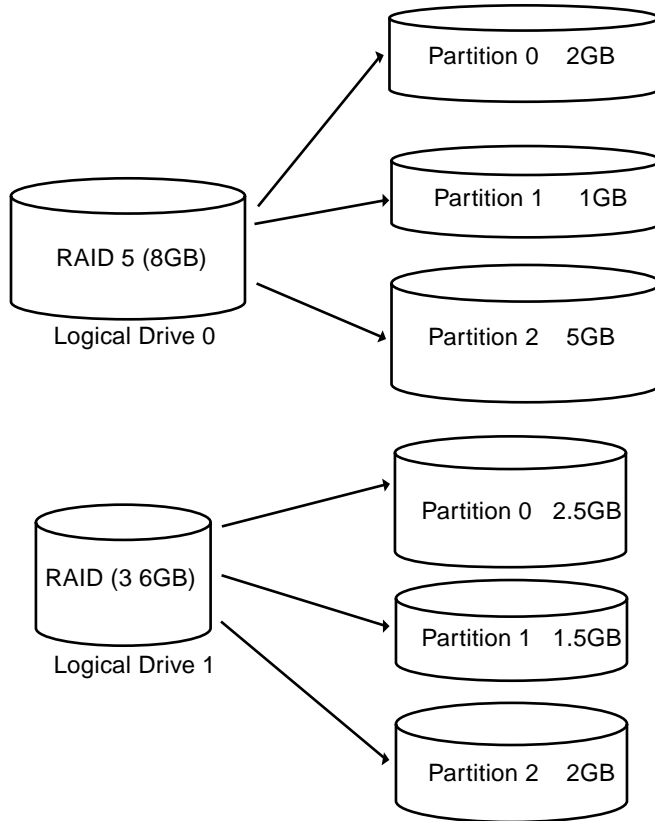 Partition 0 2GB
Partition 1 1GB
RAID 5 (8GB)
Partition 2 5GB
Logical Drive 0
Partition 0 2.5GB
RAID (3 6GB)
Partition 1 1.5GB
Logical Drive 1
Partition 2 2GB